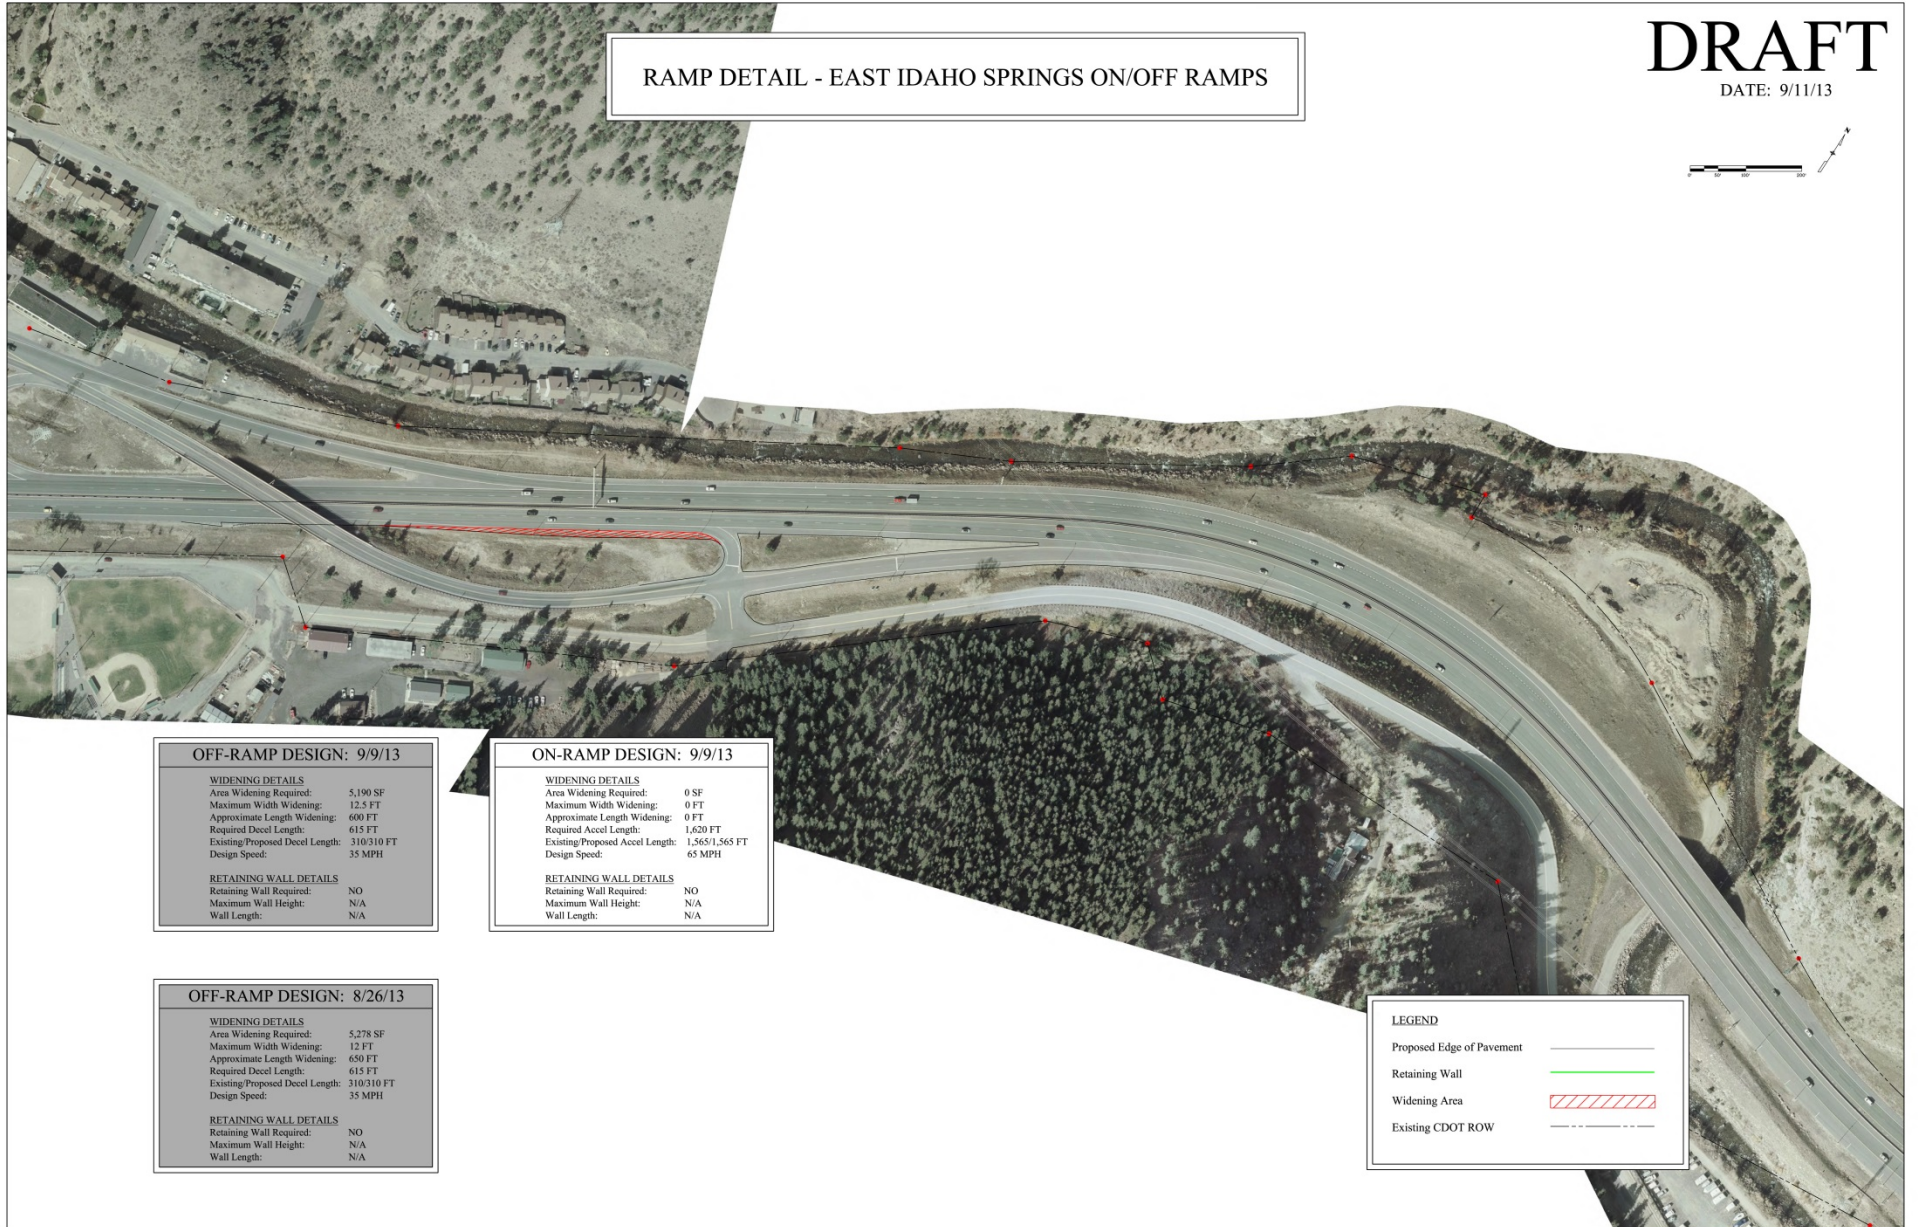 RAMP DETAIL - EAST IDAHO SPRINGS ON/OFF RAMPS
DRAFT
DATE: 9/11/13
N
0' 50' 100' 200'
OFF-RAMP DESIGN: 9/9/13
WIDENING DETAILS
Area Widening Required: 5,190 SF
Maximum Width Widening: 12.5 FT
Approximate Length Widening: 600 FT
Required Decel Length: 615 FT
Existing/Proposed Decel Length: 310/310 FT
Design Speed: 35 MPH
RETAINING WALL DETAILS
Retaining Wall Required: NO
Maximum Wall Height: N/A
Wall Length: N/A
ON-RAMP DESIGN: 9/9/13
WIDENING DETAILS
Area Widening Required: 0 SF
Maximum Width Widening: 0 FT
Approximate Length Widening: 0 FT
Required Accel Length: 1,620 FT
Existing/Proposed Accel Length: 1,565/1,565 FT
Design Speed: 65 MPH
RETAINING WALL DETAILS
Retaining Wall Required: NO
Maximum Wall Height: N/A
Wall Length: N/A
OFF-RAMP DESIGN: 8/26/13
WIDENING DETAILS
Area Widening Required: 5,278 SF
Maximum Width Widening: 12 FT
Approximate Length Widening: 650 FT
Required Decel Length: 615 FT
Existing/Proposed Decel Length: 310/310 FT
Design Speed: 35 MPH
RETAINING WALL DETAILS
Retaining Wall Required: NO
Maximum Wall Height: N/A
Wall Length: N/A
LEGEND
Proposed Edge of Pavement
Retaining Wall
Widening Area
Existing CDOT ROW